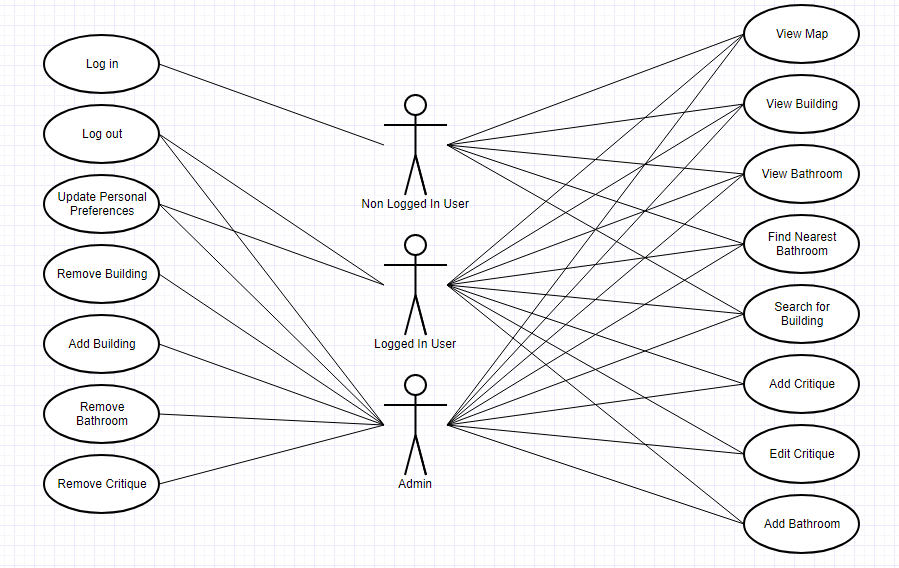 Log in
Log out
Update Personal
Preferences
Remove Building
Add Building
Remove
Bathroom
Remove Critique
Non Logged In User
Logged In User
Admin
View Map
View Building
View Bathroom
Find Nearest
Bathroom
Search for
Building
Add Critique
Edit Critique
Add Bathroom